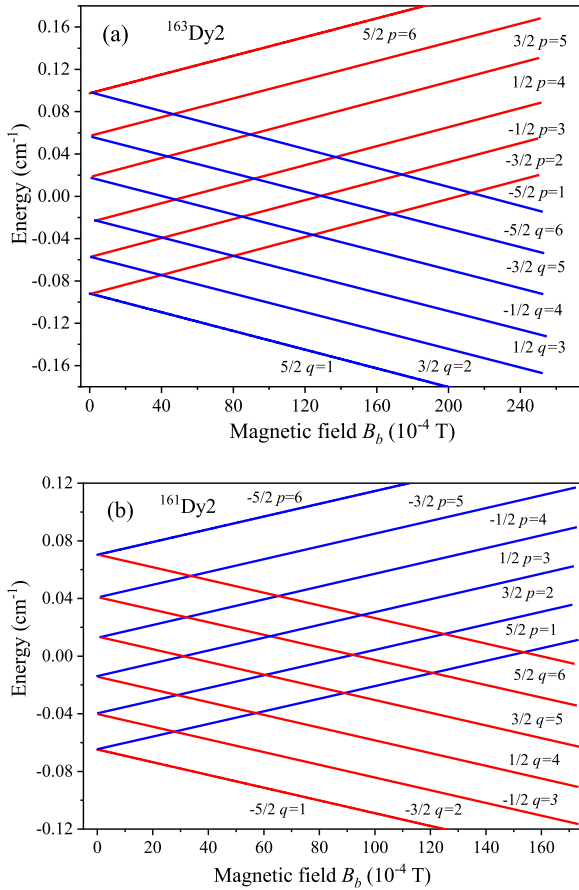 (a)
¹⁶³Dy2
5/2 p=6
3/2 p=5
1/2 p=4
-1/2 p=3
-3/2 p=2
-5/2 p=1
-5/2 q=6
-3/2 q=5
-1/2 q=4
1/2 q=3
5/2 q=1
3/2 q=2
0.16
0.12
0.08
0.04
0.00
-0.04
-0.08
-0.12
-0.16
Energy (cm⁻¹)
0 40 80 120 160 200 240
Magnetic field B_b (10⁻⁴ T)
(b)
¹⁶¹Dy2
-5/2 p=6
-3/2 p=5
-1/2 p=4
1/2 p=3
3/2 p=2
5/2 p=1
5/2 q=6
3/2 q=5
1/2 q=4
-1/2 q=3
-5/2 q=1
-3/2 q=2
0.12
0.08
0.04
0.00
-0.04
-0.08
-0.12
Energy (cm⁻¹)
0 20 40 60 80 100 120 140 160
Magnetic field B_b (10⁻⁴ T)